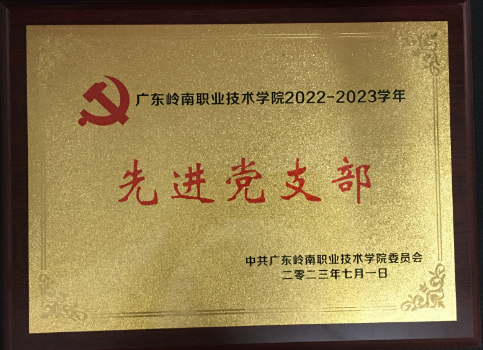 广东岭南职业技术学院2022-2023学年
先进党支部
中共广东岭南职业技术学院委员会
二零二三年七月一日